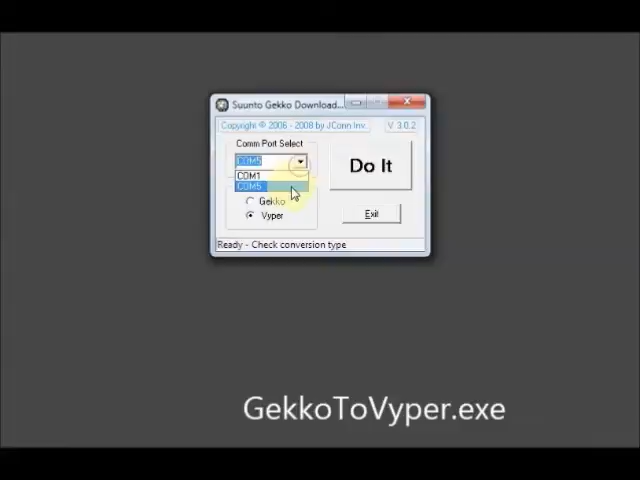 Suunto Gekko Download...
Copyright © 2006 - 2008 by JConn Inv.
V 3.0.2
Comm Port Select
COM5
COM1
COM5
Do It
Gekko
Vyper
Exit
Ready - Check conversion type
GekkoToVyper.exe